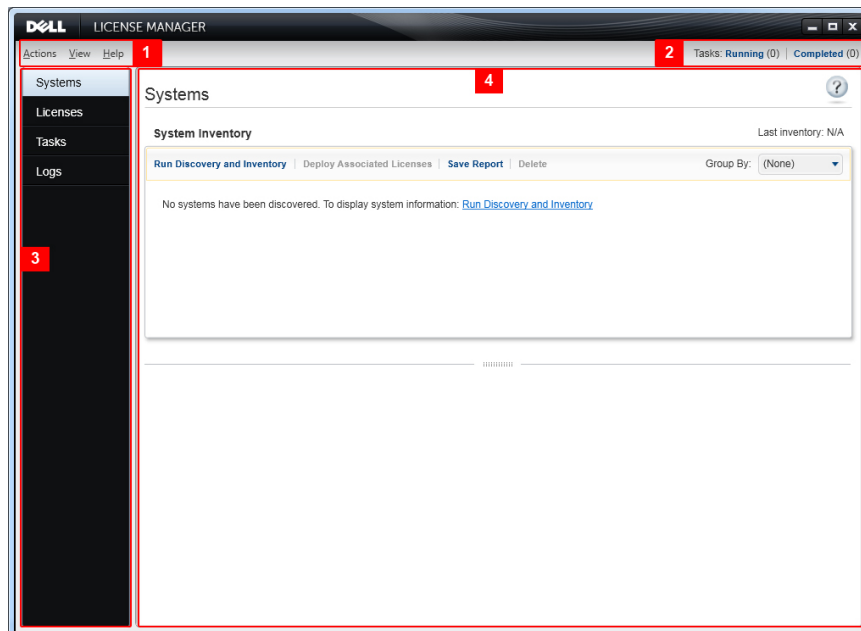 DELL LICENSE MANAGER
Actions View Help 1 2 Tasks: Running (0) | Completed (0)
Systems
Licenses
Tasks
Logs
3
4
Systems
?
System Inventory Last inventory: N/A
Run Discovery and Inventory | Deploy Associated Licenses | Save Report | Delete Group By: (None)
No systems have been discovered. To display system information: Run Discovery and Inventory